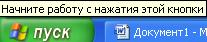 Начните работу с нажатия этой кнопки
пуск
Документ1 - М